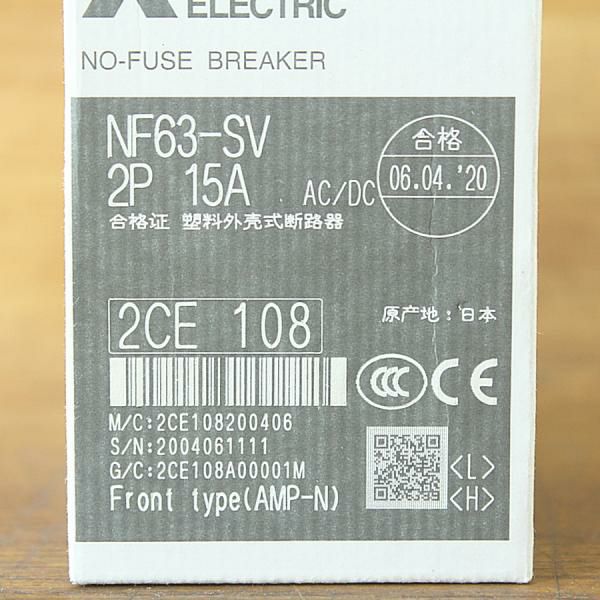 ELECTRIC
NO-FUSE BREAKER
NF63-SV
2P 15A AC/DC
合格
06.04.'20
合格证 塑料外壳式断路器
2CE 108
原产地：日本
CCC CE
M/C:2CE108200406
S/N:2004061111
G/C:2CE108A00001M
Front type(AMP-N)
<L>
<H>